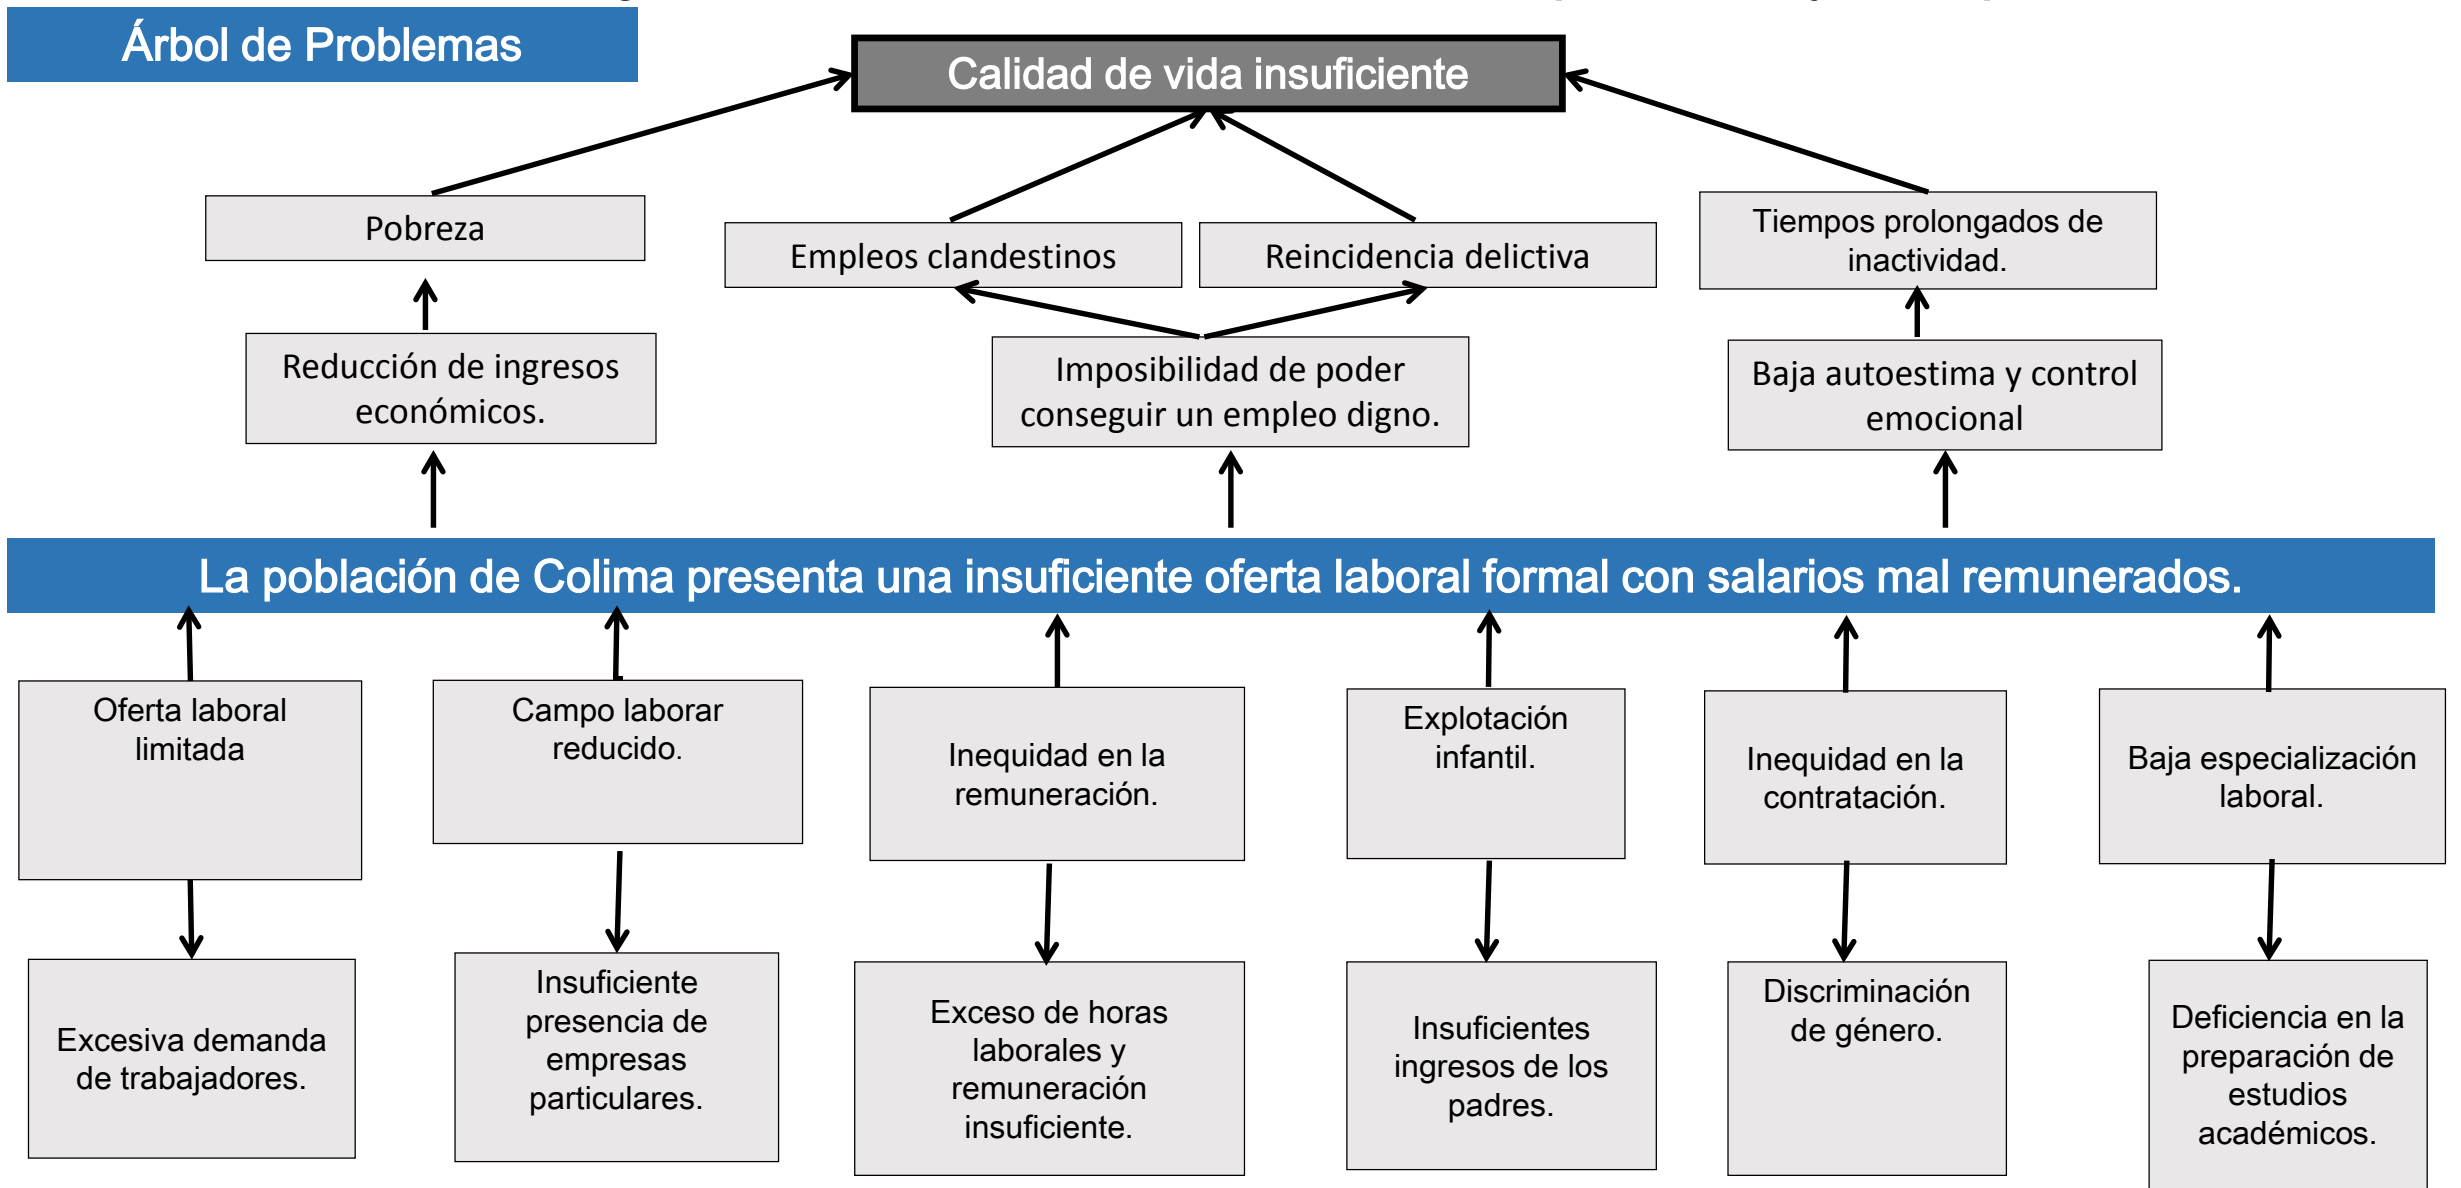 Árbol de Problemas
Calidad de vida insuficiente
Pobreza
Empleos clandestinos
Reincidencia delictiva
Tiempos prolongados de
inactividad.
Reducción de ingresos
económicos.
Imposibilidad de poder
conseguir un empleo digno.
Baja autoestima y control
emocional
La población de Colima presenta una insuficiente oferta laboral formal con salarios mal remunerados.
Oferta laboral
limitada
Campo laborar
reducido.
Inequidad en la
remuneración.
Explotación
infantil.
Inequidad en la
contratación.
Baja especialización
laboral.
Excesiva demanda
de trabajadores.
Insuficiente
presencia de
empresas
particulares.
Exceso de horas
laborales y
remuneración
insuficiente.
Insuficientes
ingresos de los
padres.
Discriminación
de género.
Deficiencia en la
preparación de
estudios
académicos.